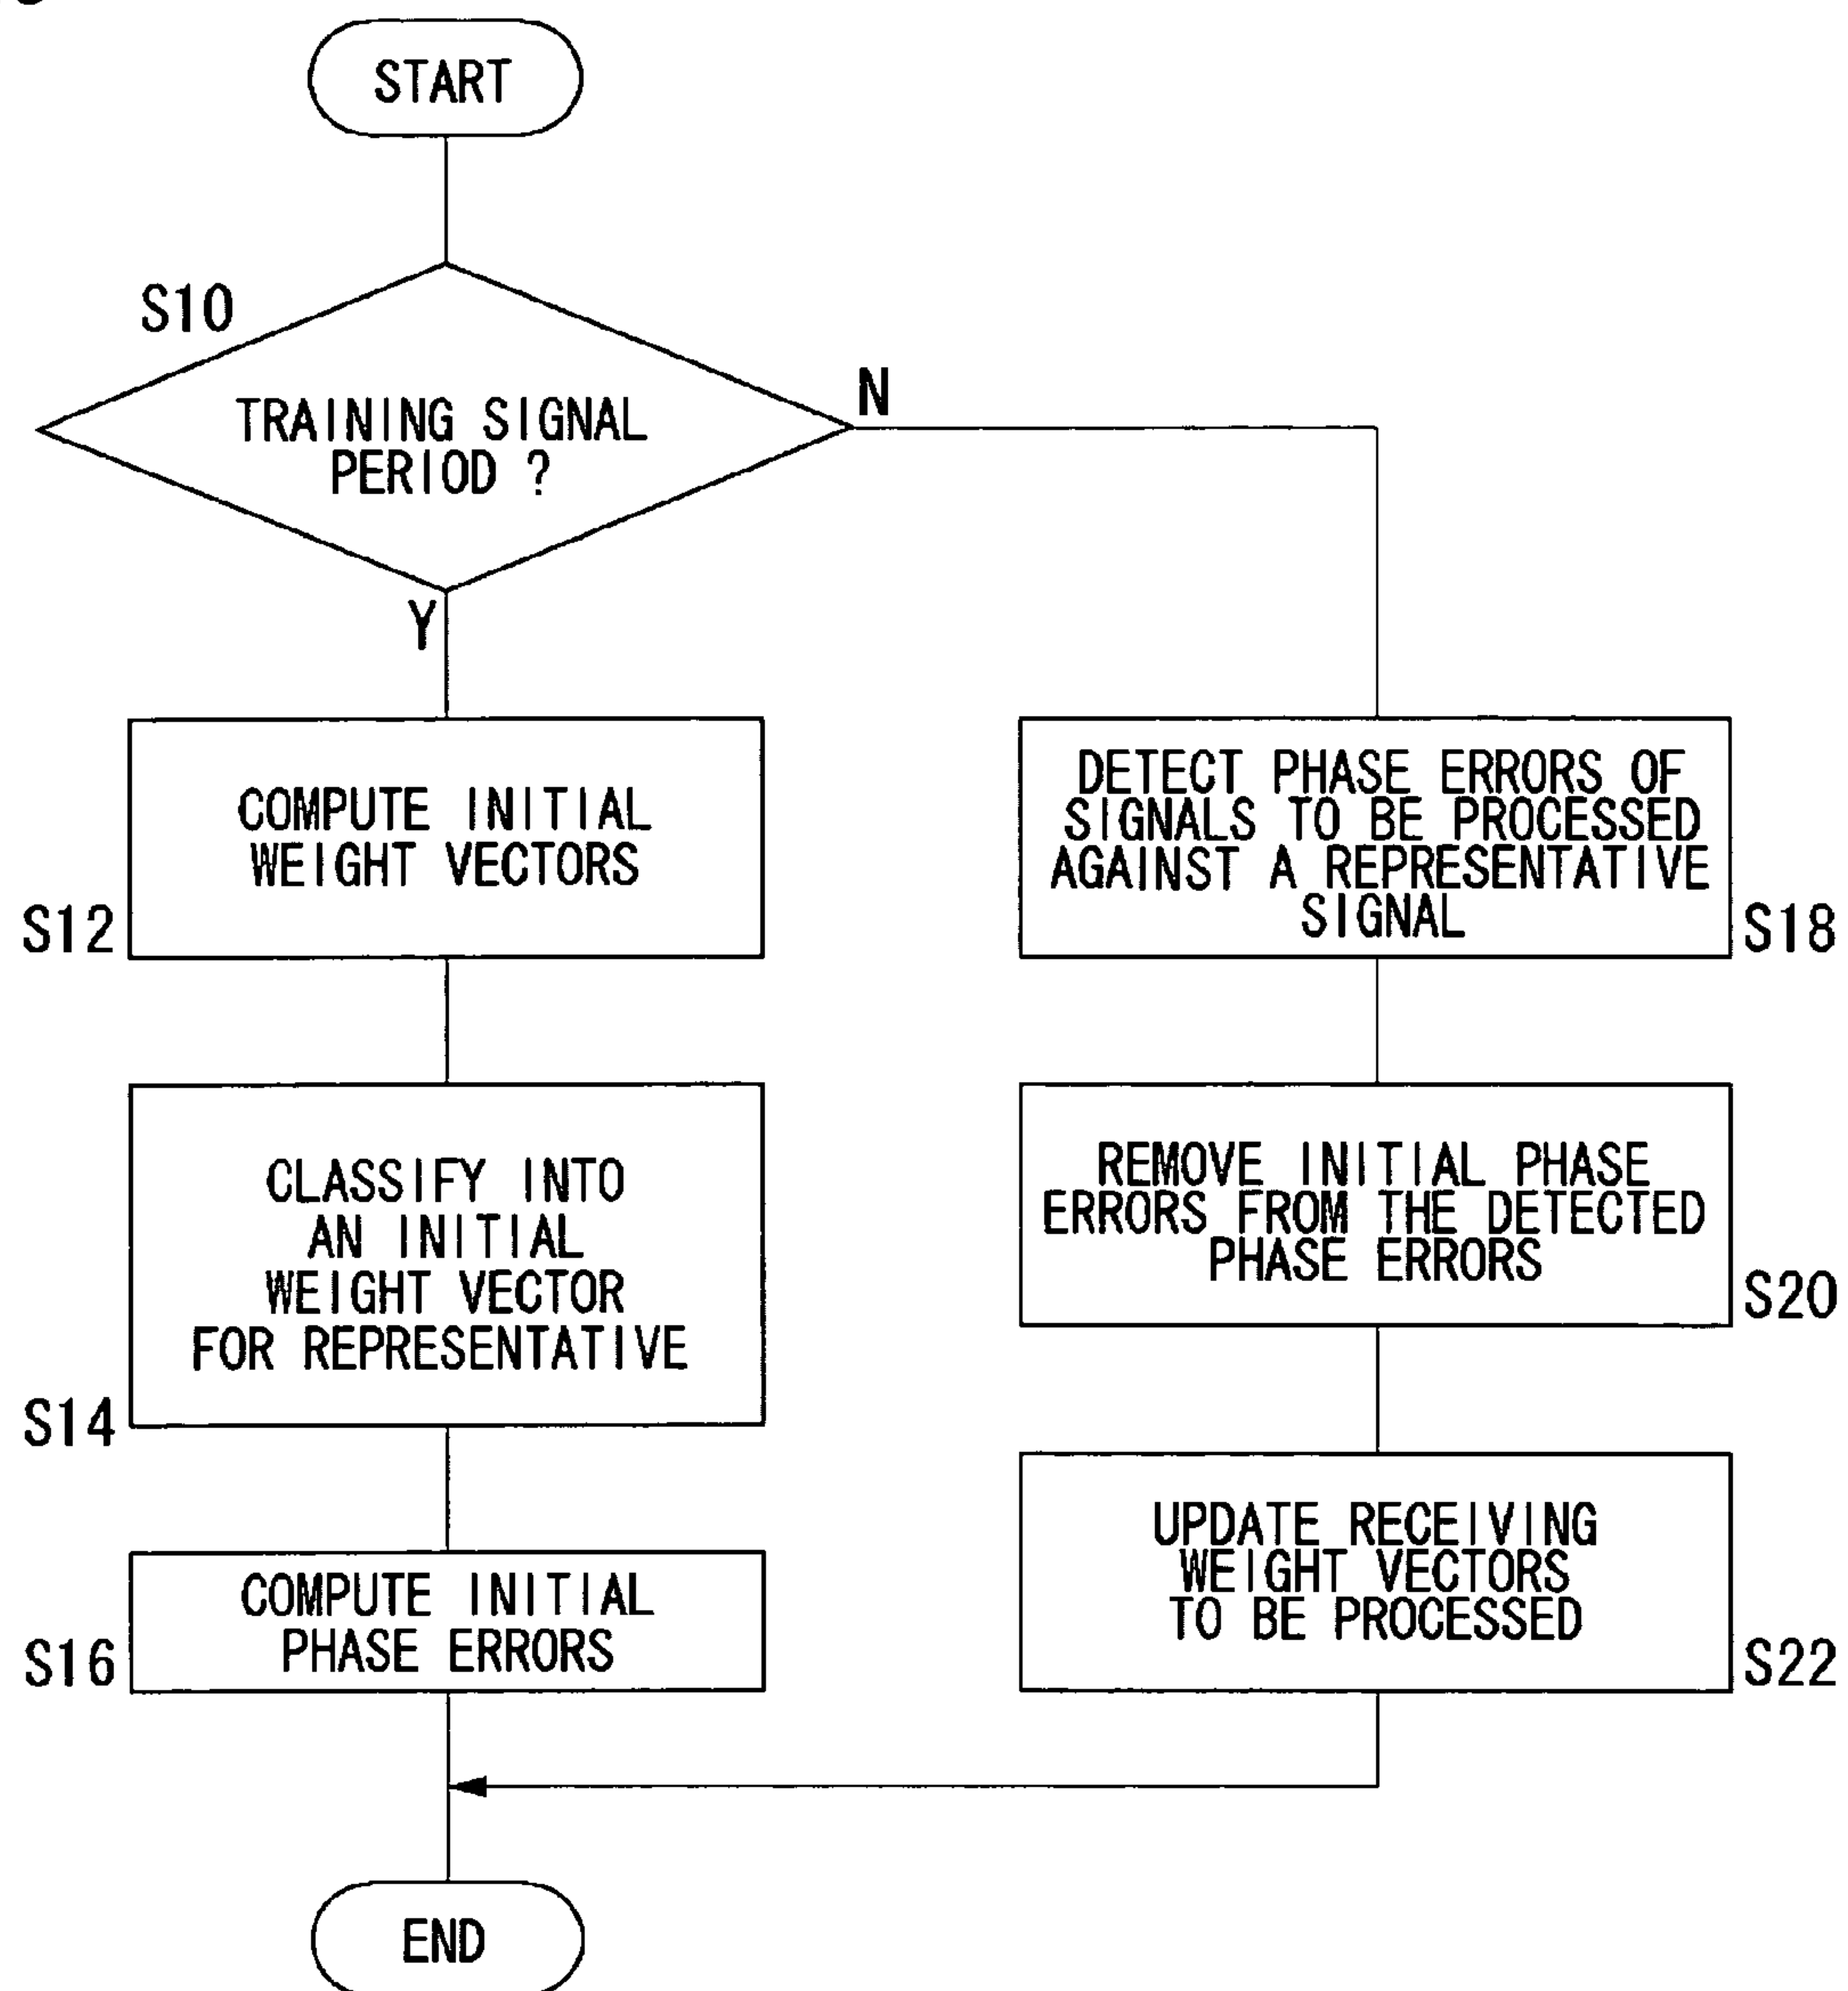 START
S10
TRAINING SIGNAL
PERIOD ?
N
Y
COMPUTE INITIAL
WEIGHT VECTORS
S12
CLASSIFY INTO
AN INITIAL
WEIGHT VECTOR
FOR REPRESENTATIVE
S14
COMPUTE INITIAL
PHASE ERRORS
S16
DETECT PHASE ERRORS OF
SIGNALS TO BE PROCESSED
AGAINST A REPRESENTATIVE
SIGNAL
S18
REMOVE INITIAL PHASE
ERRORS FROM THE DETECTED
PHASE ERRORS
S20
UPDATE RECEIVING
WEIGHT VECTORS
TO BE PROCESSED
S22
END